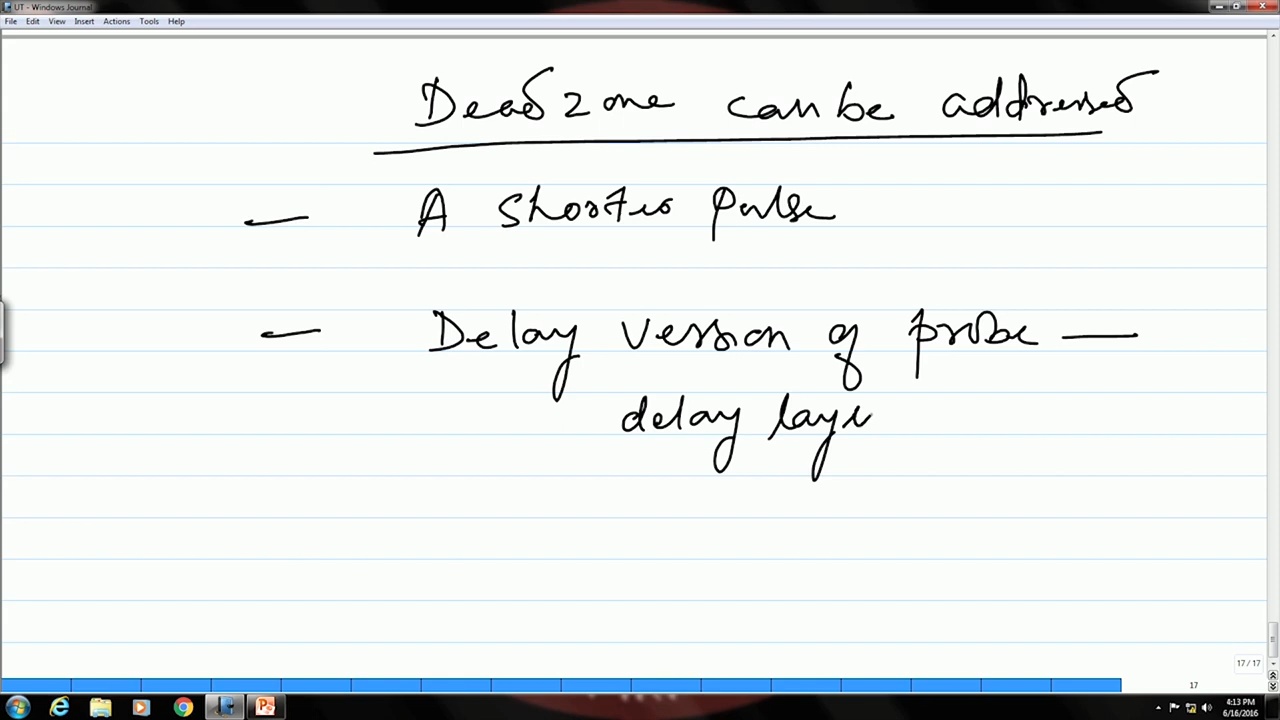 UT - Windows Journal
File Edit View Insert Actions Tools Help
Dead zone can be addressed
— A shorter pulse
— Delay version of probe —
delay laye
17 / 17
17
4:13 PM
6/16/2016